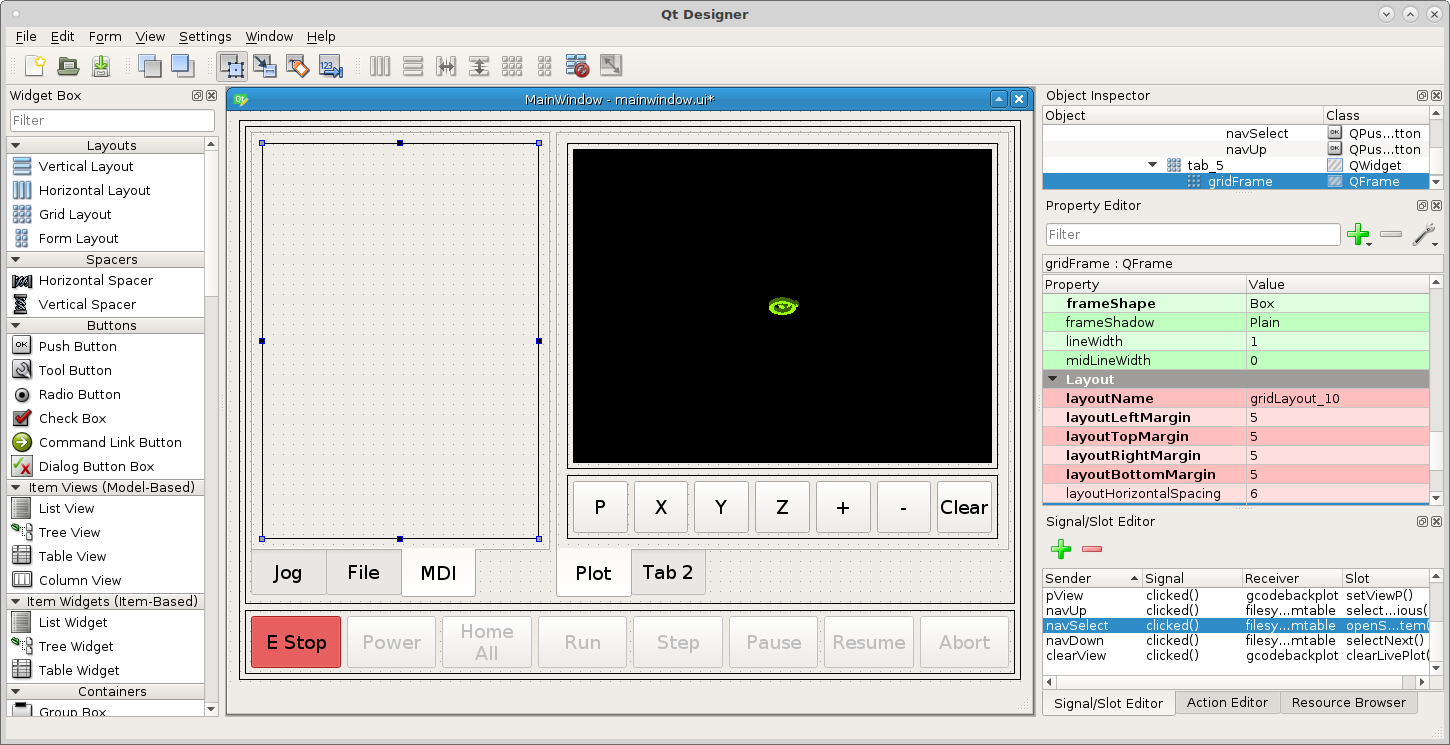 Qt Designer
File Edit Form View Settings Window Help
123
Widget Box
Filter
Layouts
Vertical Layout
Horizontal Layout
Grid Layout
Form Layout
Spacers
Horizontal Spacer
Vertical Spacer
Buttons
OK Push Button
Tool Button
Radio Button
Check Box
Command Link Button
Dialog Button Box
Item Views (Model-Based)
List View
Tree View
Table View
Column View
Item Widgets (Item-Based)
List Widget
Tree Widget
Table Widget
Containers
Group Box
Qt MainWindow - mainwindow.ui*
P X Y Z + - Clear
Jog File MDI
Plot Tab 2
E Stop Power Home All Run Step Pause Resume Abort
Object Inspector
Object Class
navSelect OK QPus...tton
navUp OK QPus...tton
tab_5 QWidget
gridFrame QFrame
Property Editor
Filter
gridFrame : QFrame
Property Value
frameShape Box
frameShadow Plain
lineWidth 1
midLineWidth 0
Layout
layoutName gridLayout_10
layoutLeftMargin 5
layoutTopMargin 5
layoutRightMargin 5
layoutBottomMargin 5
layoutHorizontalSpacing 6
Signal/Slot Editor
Sender Signal Receiver Slot
pView clicked() gcodebackplot setViewP()
navUp clicked() filesy...mtable select...ious(
navSelect clicked() filesy...mtable openS...tem(
navDown clicked() filesy...mtable selectNext()
clearView clicked() gcodebackplot clearLivePlot(
Signal/Slot Editor Action Editor Resource Browser